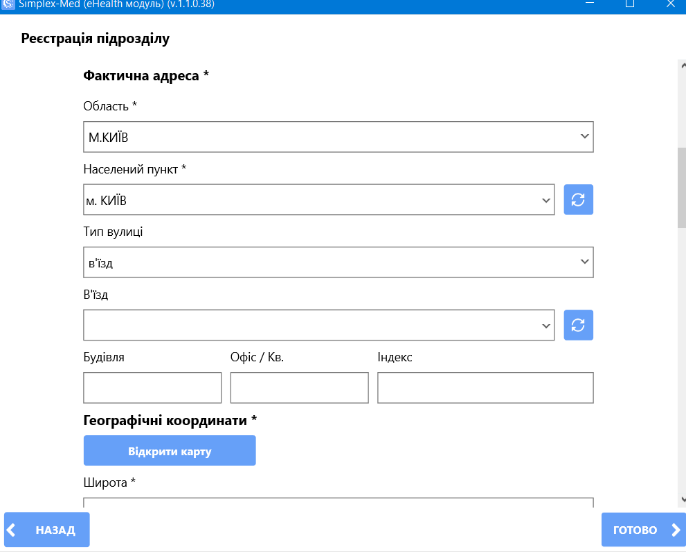 Simplex-Med (eHealth модуль) (v.1.1.0.38)
Реєстрація підрозділу
Фактична адреса *
Область *
М.КИЇВ
Населений пункт *
м. КИЇВ
Тип вулиці
в'їзд
В'їзд
Будівля Офіс / Кв. Індекс
Географічні координати *
Відкрити карту
Широта *
НАЗАД ГОТОВО